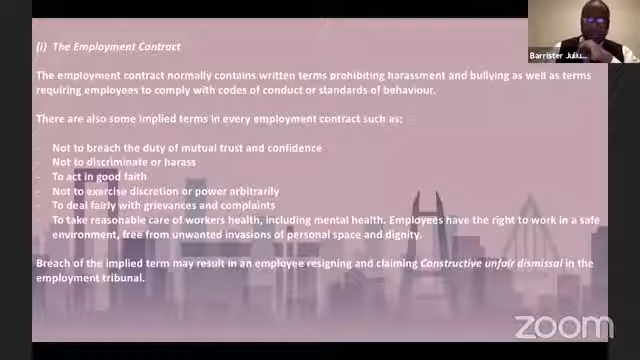 Barrister Juliu...
(i) The Employment Contract
The employment contract normally contains written terms prohibiting harassment and bullying as well as terms
requiring employees to comply with codes of conduct or standards of behaviour.
There are also some implied terms in every employment contract such as:
- Not to breach the duty of mutual trust and confidence
- Not to discriminate or harass
- To act in good faith
- Not to exercise discretion or power arbitrarily
- To deal fairly with grievances and complaints
- To take reasonable care of workers health, including mental health. Employees have the right to work in a safe
environment, free from unwanted invasions of personal space and dignity.
Breach of the implied term may result in an employee resigning and claiming Constructive unfair dismissal in the
employment tribunal.
zoom